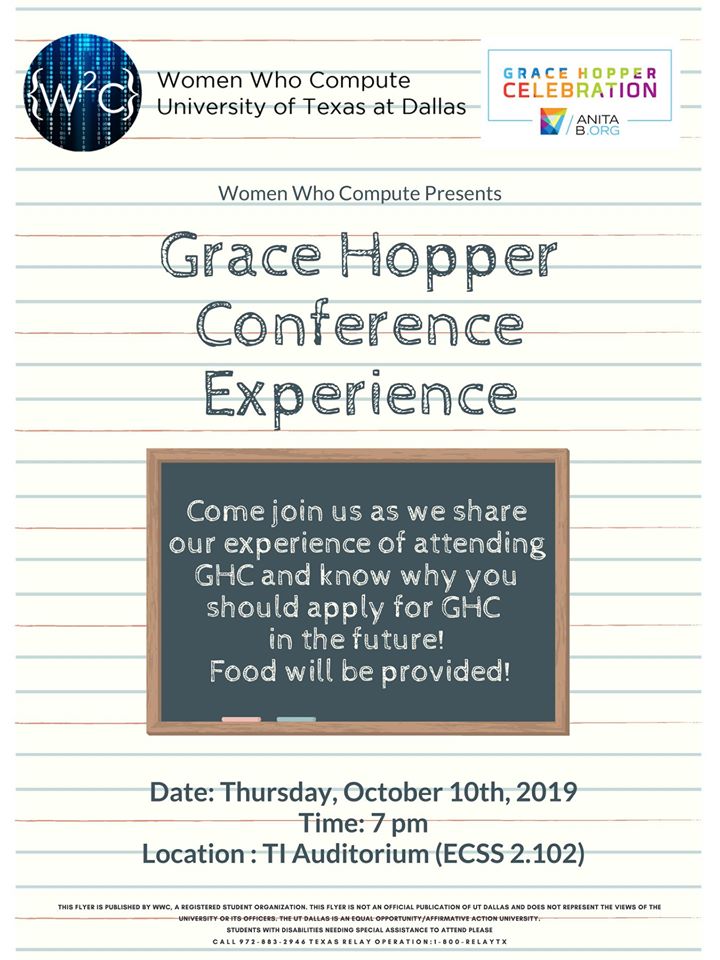 {W²C}
Women Who Compute
University of Texas at Dallas
GRACE HOPPER
CELEBRATION
ANITA
B.ORG
Women Who Compute Presents
Grace Hopper
Conference
Experience
Come join us as we share
our experience of attending
GHC and know why you
should apply for GHC
in the future!
Food will be provided!
Date: Thursday, October 10th, 2019
Time: 7 pm
Location : TI Auditorium (ECSS 2.102)
THIS FLYER IS PUBLISHED BY WWC, A REGISTERED STUDENT ORGANIZATION. THIS FLYER IS NOT AN OFFICIAL PUBLICATION OF UT DALLAS AND DOES NOT REPRESENT THE VIEWS OF THE
UNIVERSITY OR ITS OFFICERS. THE UT DALLAS IS AN EQUAL OPPORTUNITY/AFFIRMATIVE ACTION UNIVERSITY.
STUDENTS WITH DISABILITIES NEEDING SPECIAL ASSISTANCE TO ATTEND PLEASE
CALL 972-883-2946 TEXAS RELAY OPERATION:1-800-RELAYTX